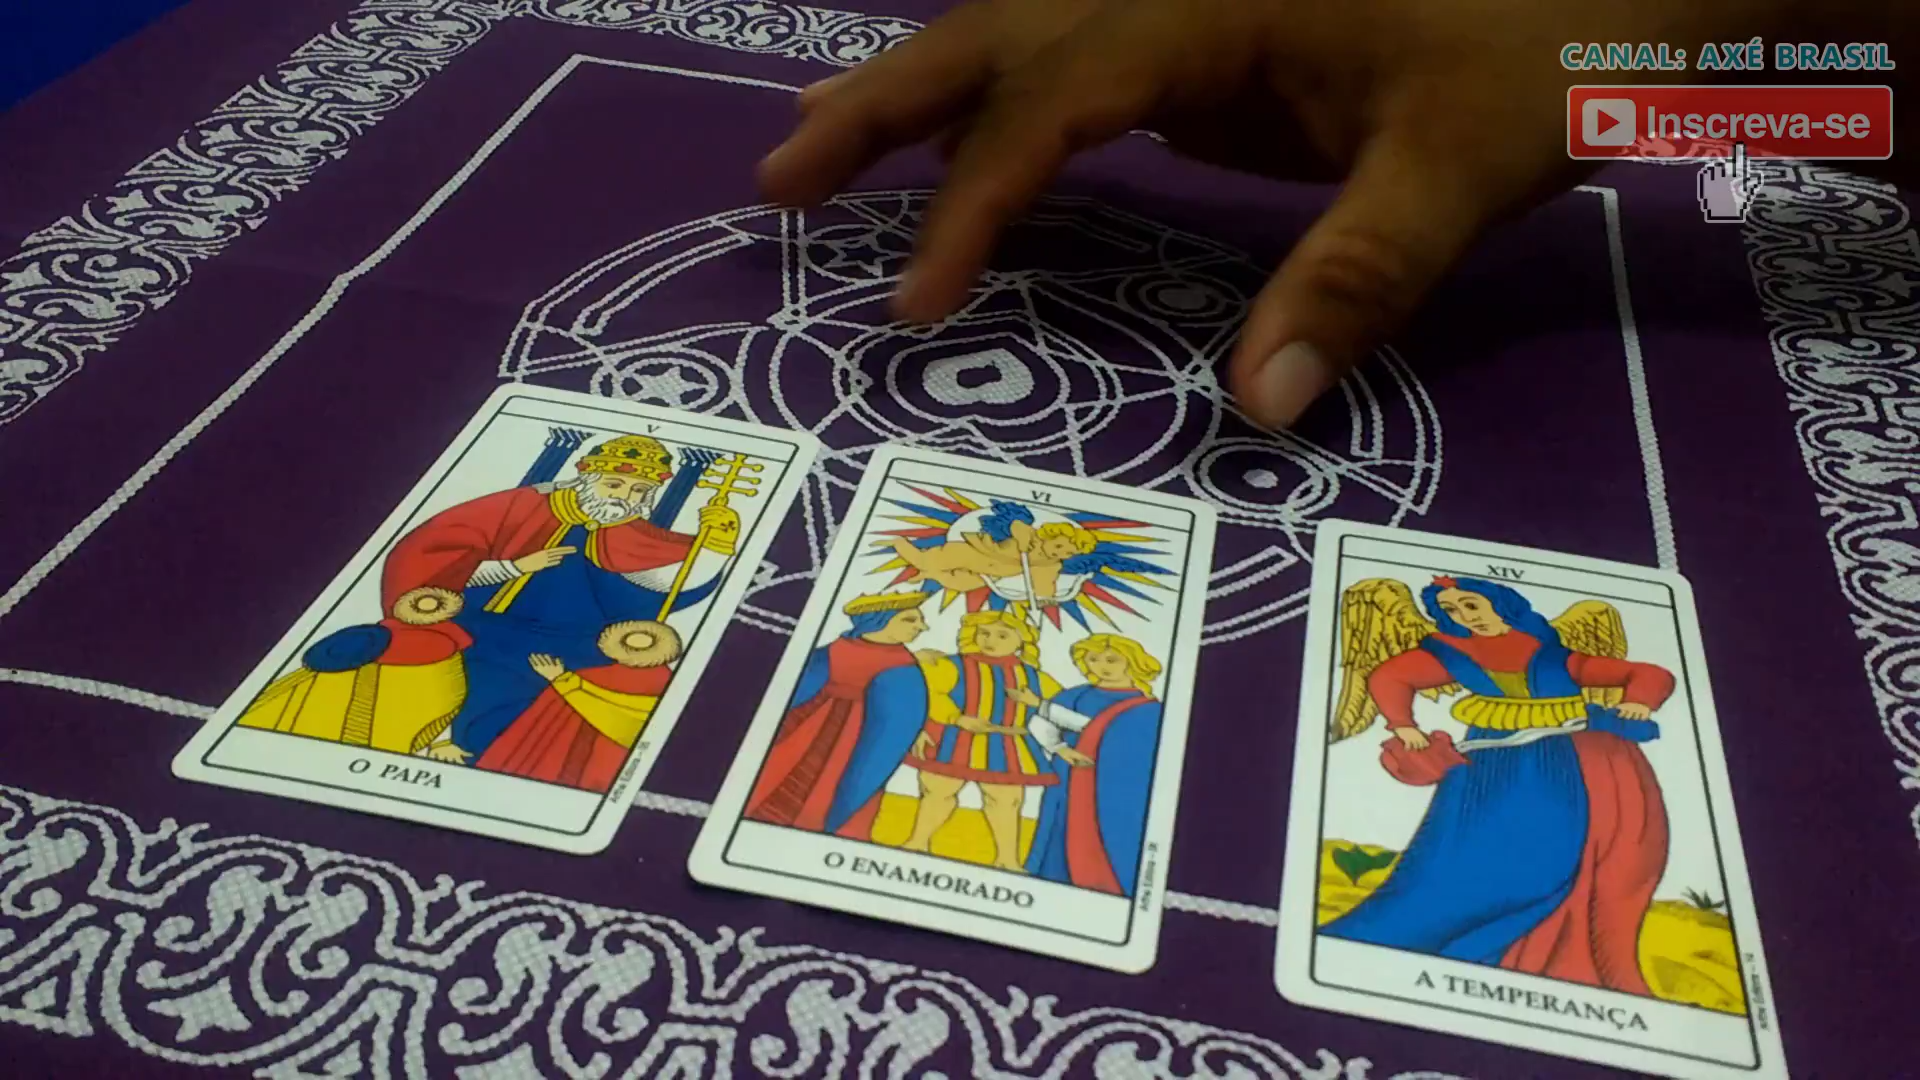 CANAL: AXÉ BRASIL
Inscreva-se
V
O PAPA
VI
O ENAMORADO
XIV
A TEMPERANÇA